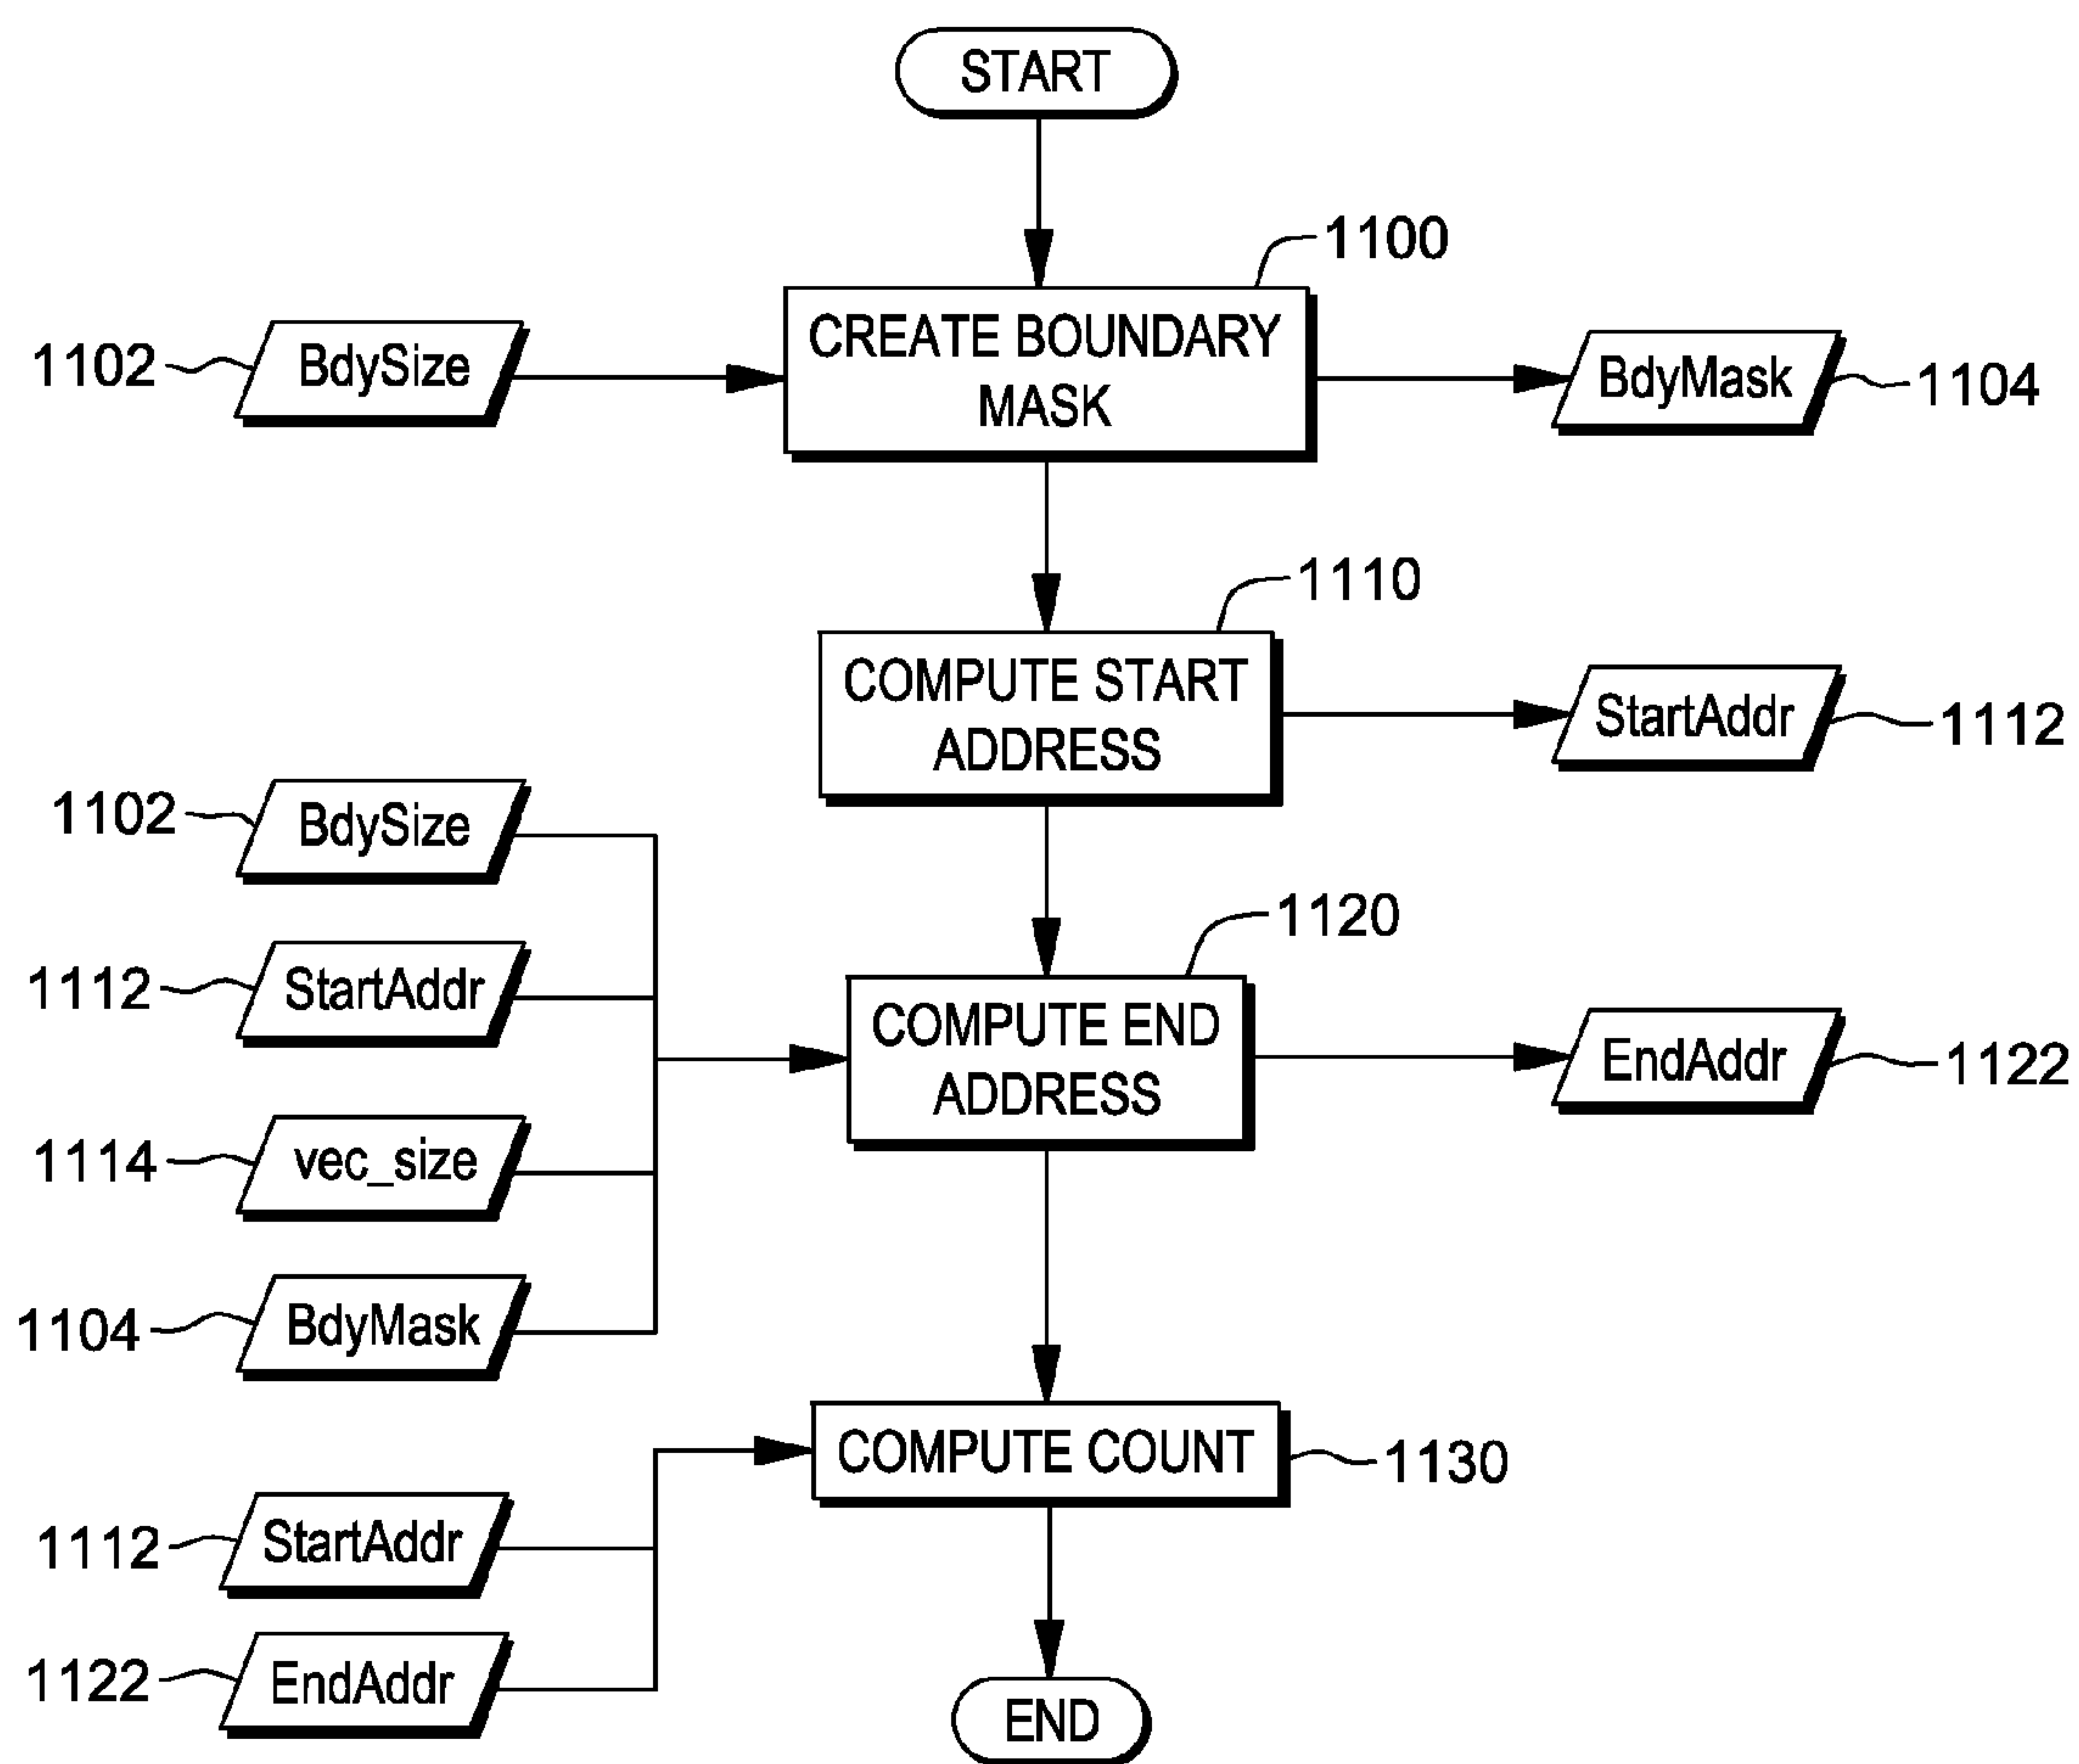 START
1100
1102
BdySize
CREATE BOUNDARY
MASK
BdyMask
1104
1110
COMPUTE START
ADDRESS
StartAddr
1112
1102
BdySize
1112
StartAddr
1114
vec_size
1104
BdyMask
1120
COMPUTE END
ADDRESS
EndAddr
1122
COMPUTE COUNT
1130
1112
StartAddr
1122
EndAddr
END